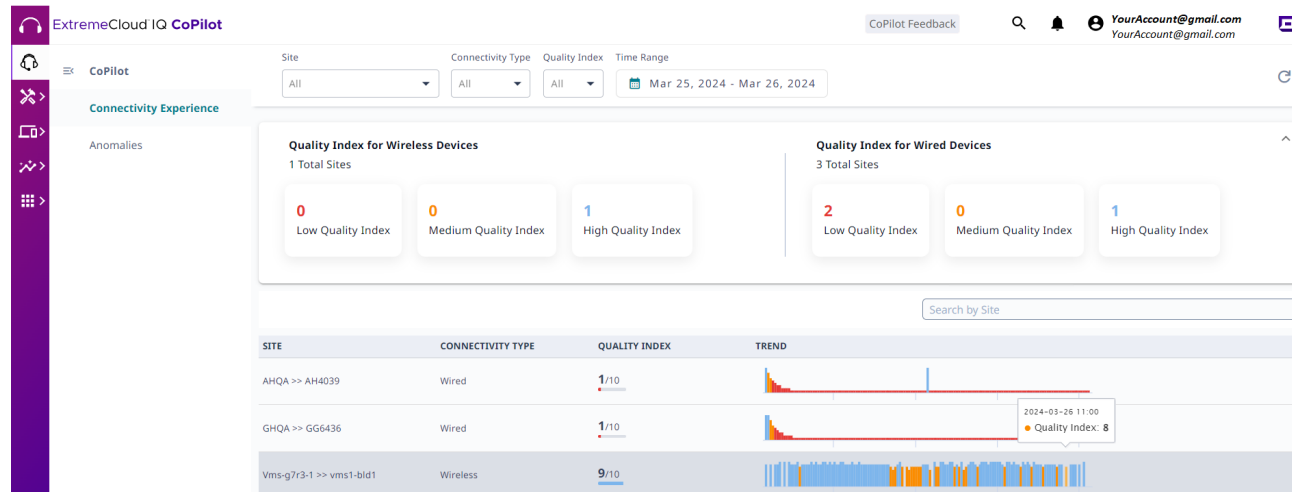 ExtremeCloud IQ CoPilot
CoPilot Feedback
YourAccount@gmail.com
YourAccount@gmail.com
CoPilot
Connectivity Experience
Anomalies
Site
Connectivity Type
Quality Index
Time Range
All
All
All
Mar 25, 2024 - Mar 26, 2024
Quality Index for Wireless Devices
1 Total Sites
0
Low Quality Index
0
Medium Quality Index
1
High Quality Index
Quality Index for Wired Devices
3 Total Sites
2
Low Quality Index
0
Medium Quality Index
1
High Quality Index
Search by Site
SITE CONNECTIVITY TYPE QUALITY INDEX TREND
AHQA >> AH4039 Wired 1/10
GHQA >> GG6436 Wired 1/10
2024-03-26 11:00
Quality Index: 8
Vms-g7r3-1 >> vms1-bld1 Wireless 9/10